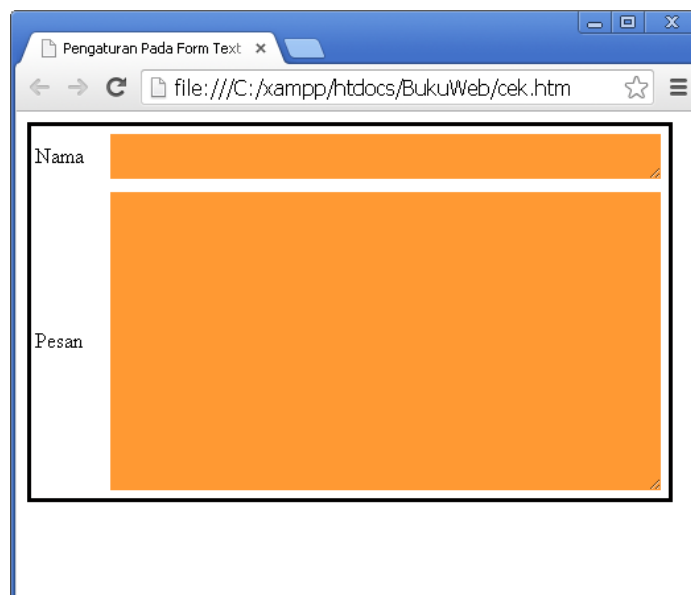 Pengaturan Pada Form Text
file:///C:/xampp/htdocs/BukuWeb/cek.htm
Nama
Pesan